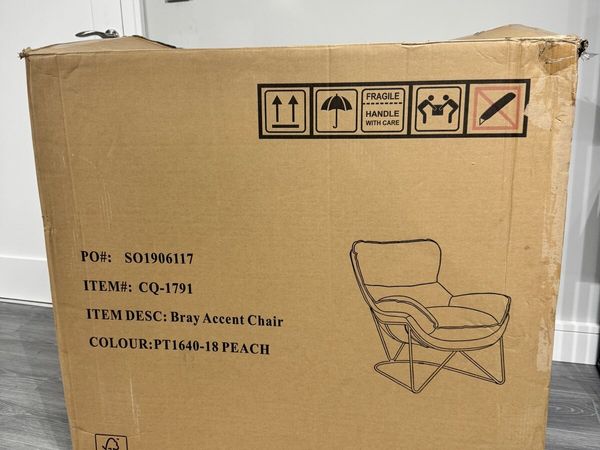 FRAGILE
HANDLE
WITH CARE
PO#: SO1906117
ITEM#: CQ-1791
ITEM DESC: Bray Accent Chair
COLOUR:PT1640-18 PEACH